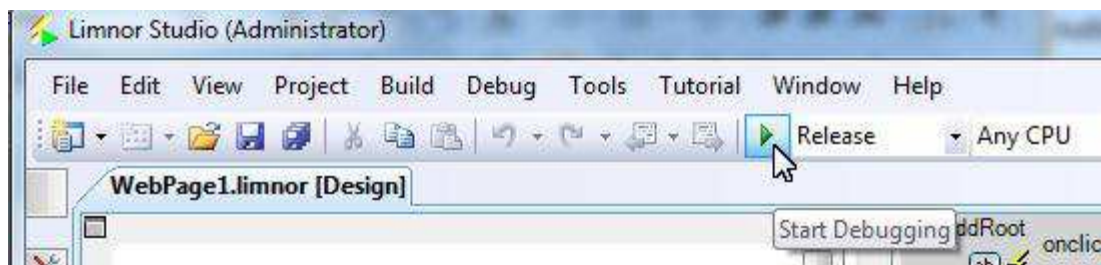 Limnor Studio (Administrator)
File Edit View Project Build Debug Tools Tutorial Window Help
Release Any CPU
WebPage1.limnor [Design]
Start Debugging ddRoot
onclic
ab